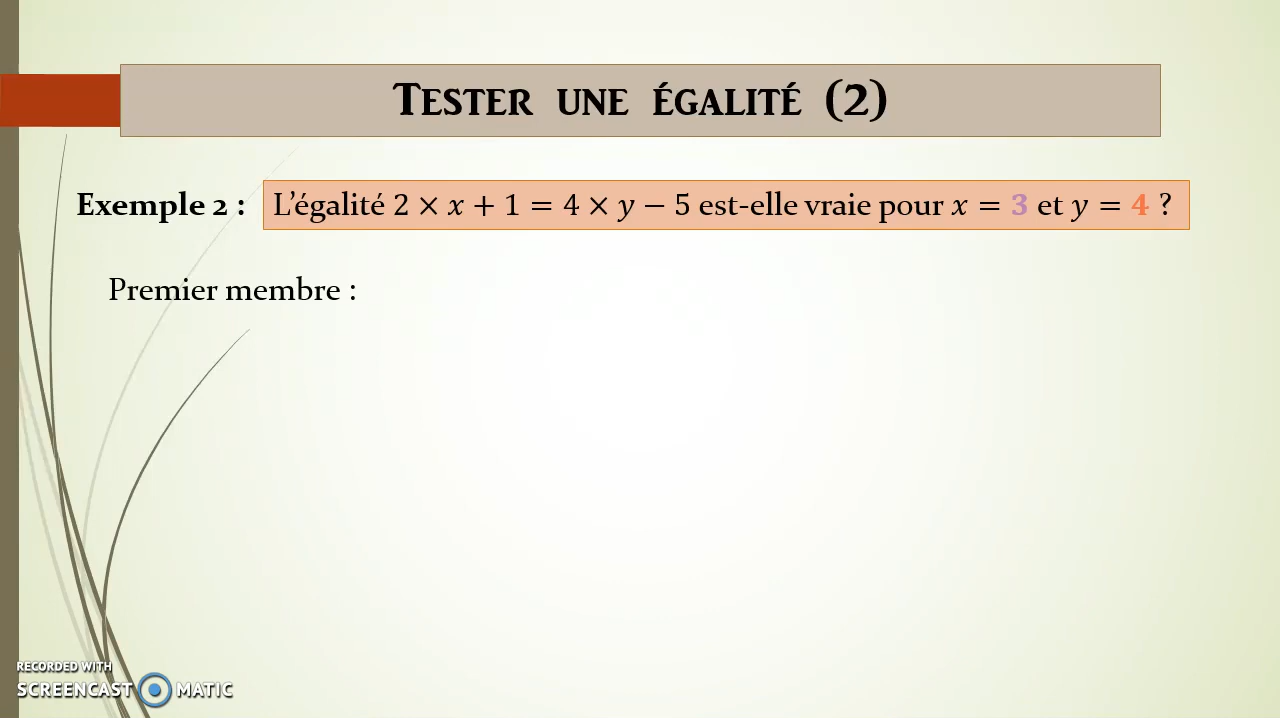 TESTER UNE ÉGALITÉ (2)
Exemple 2 : L’égalité 2 × x + 1 = 4 × y − 5 est-elle vraie pour x = 3 et y = 4 ?
Premier membre :
RECORDED WITH
SCREENCAST MATIC